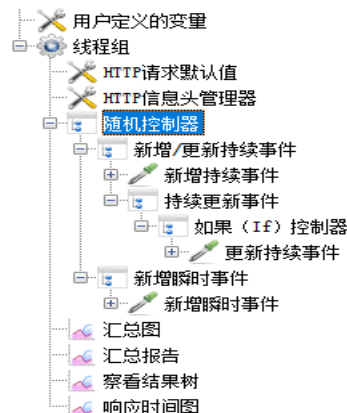 用户定义的变量
线程组
HTTP请求默认值
HTTP信息头管理器
随机控制器
新增/更新持续事件
新增持续事件
持续更新事件
如果（If）控制器
更新持续事件
新增瞬时事件
新增瞬时事件
汇总图
汇总报告
察看结果树
响应时间图